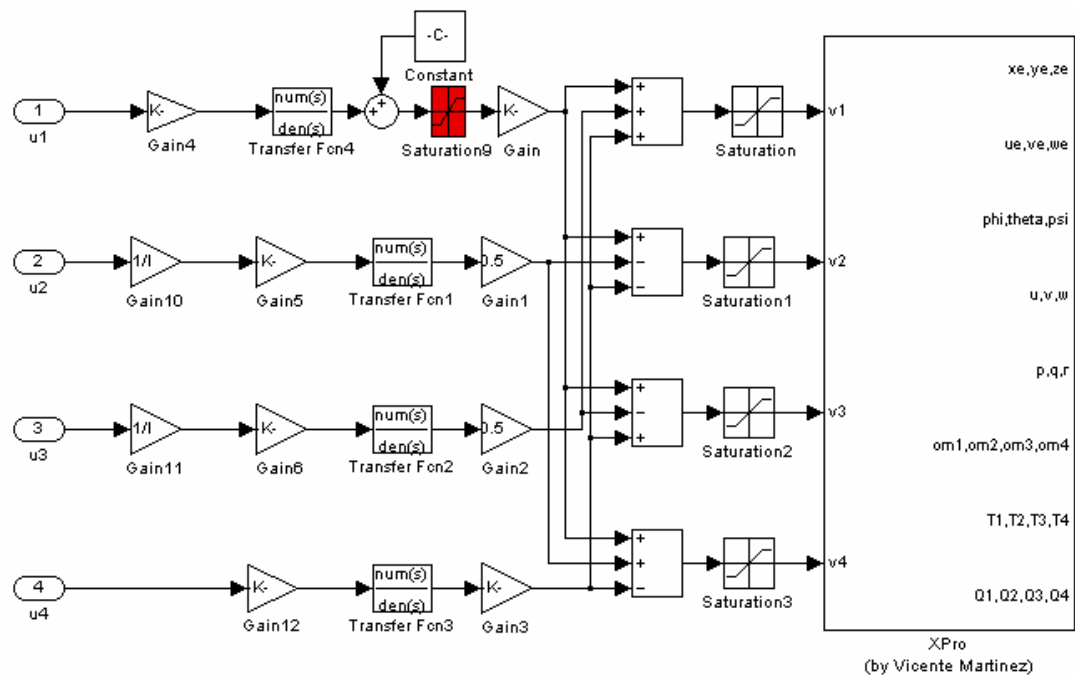 -C-
Constant
xe,ye,ze
1
u1
K-
Gain4
num(s)
den(s)
Transfer Fcn4
+
+
Saturation9
K-
Gain
+
+
+
Saturation
v1
ue,ve,we
phi,theta,psi
2
u2
1/I
Gain10
K-
Gain5
num(s)
den(s)
Transfer Fcn1
0.5
Gain1
+
−
−
Saturation1
v2
u,v,w
p,q,r
3
u3
1/I
Gain11
K-
Gain6
num(s)
den(s)
Transfer Fcn2
0.5
Gain2
+
−
+
Saturation2
v3
om1,om2,om3,om4
T1,T2,T3,T4
4
u4
K-
Gain12
num(s)
den(s)
Transfer Fcn3
K-
Gain3
+
+
−
Saturation3
v4
Q1,Q2,Q3,Q4
XPro
(by Vicente Martinez)